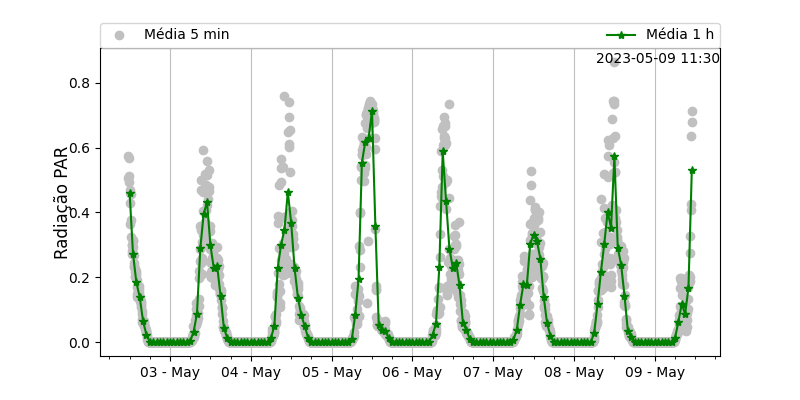 Média 5 min
Média 1 h
2023-05-09 11:30
Radiação PAR
0.8
0.6
0.4
0.2
0.0
03 - May
04 - May
05 - May
06 - May
07 - May
08 - May
09 - May